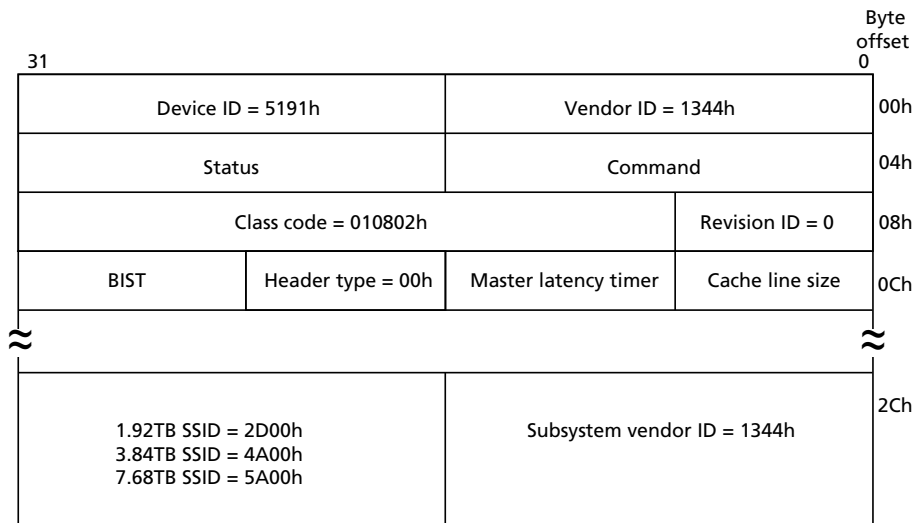 Byte
offset
31 0
Device ID = 5191h Vendor ID = 1344h 00h
Status Command 04h
Class code = 010802h Revision ID = 0 08h
BIST Header type = 00h Master latency timer Cache line size 0Ch
≈ ≈
2Ch
1.92TB SSID = 2D00h Subsystem vendor ID = 1344h
3.84TB SSID = 4A00h
7.68TB SSID = 5A00h